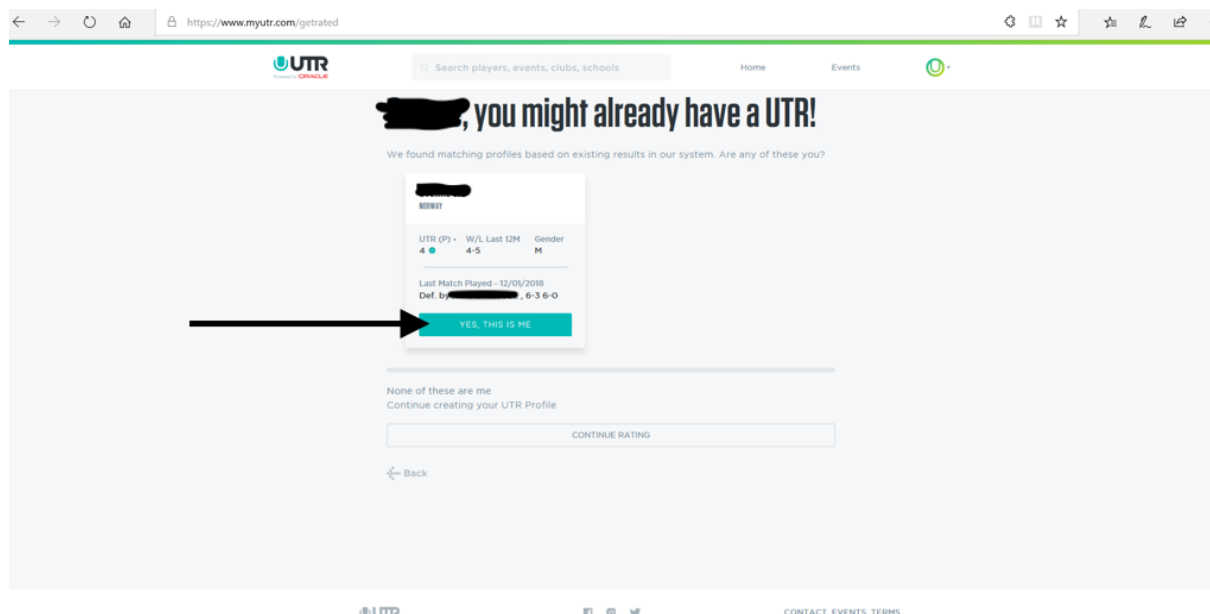 https://www.myutr.com/getrated
UTR
Powered by ORACLE
Search players, events, clubs, schools
Home
Events
, you might already have a UTR!
We found matching profiles based on existing results in our system. Are any of these you?
NORWAY
UTR (P) • W/L Last 12M Gender
4 4-5 M
Last Match Played - 12/01/2018
Def. by , 6-3 6-0
YES, THIS IS ME
None of these are me
Continue creating your UTR Profile
CONTINUE RATING
Back
UTR
CONTACT EVENTS TERMS